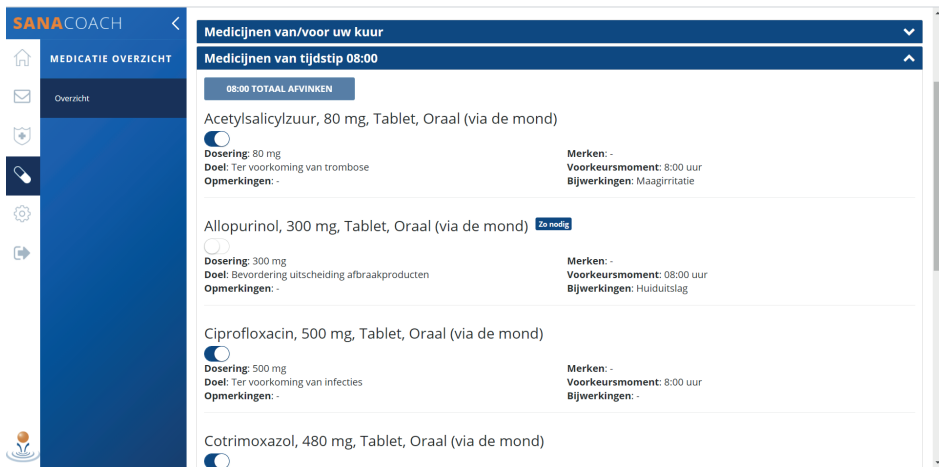 SANACOACH
MEDICATIE OVERZICHT
Overzicht
Medicijnen van/voor uw kuur
Medicijnen van tijdstip 08:00
08:00 TOTAAL AFVINKEN
Acetylsalicylzuur, 80 mg, Tablet, Oraal (via de mond)
Dosering: 80 mg
Doel: Ter voorkoming van trombose
Opmerkingen: -
Merken: -
Voorkeursmoment: 8:00 uur
Bijwerkingen: Maagirritatie
Allopurinol, 300 mg, Tablet, Oraal (via de mond) Zo nodig
Dosering: 300 mg
Doel: Bevordering uitscheiding afbraakproducten
Opmerkingen: -
Merken: -
Voorkeursmoment: 08:00 uur
Bijwerkingen: Huiduitslag
Ciprofloxacin, 500 mg, Tablet, Oraal (via de mond)
Dosering: 500 mg
Doel: Ter voorkoming van infecties
Opmerkingen: -
Merken: -
Voorkeursmoment: 8:00 uur
Bijwerkingen: -
Cotrimoxazol, 480 mg, Tablet, Oraal (via de mond)